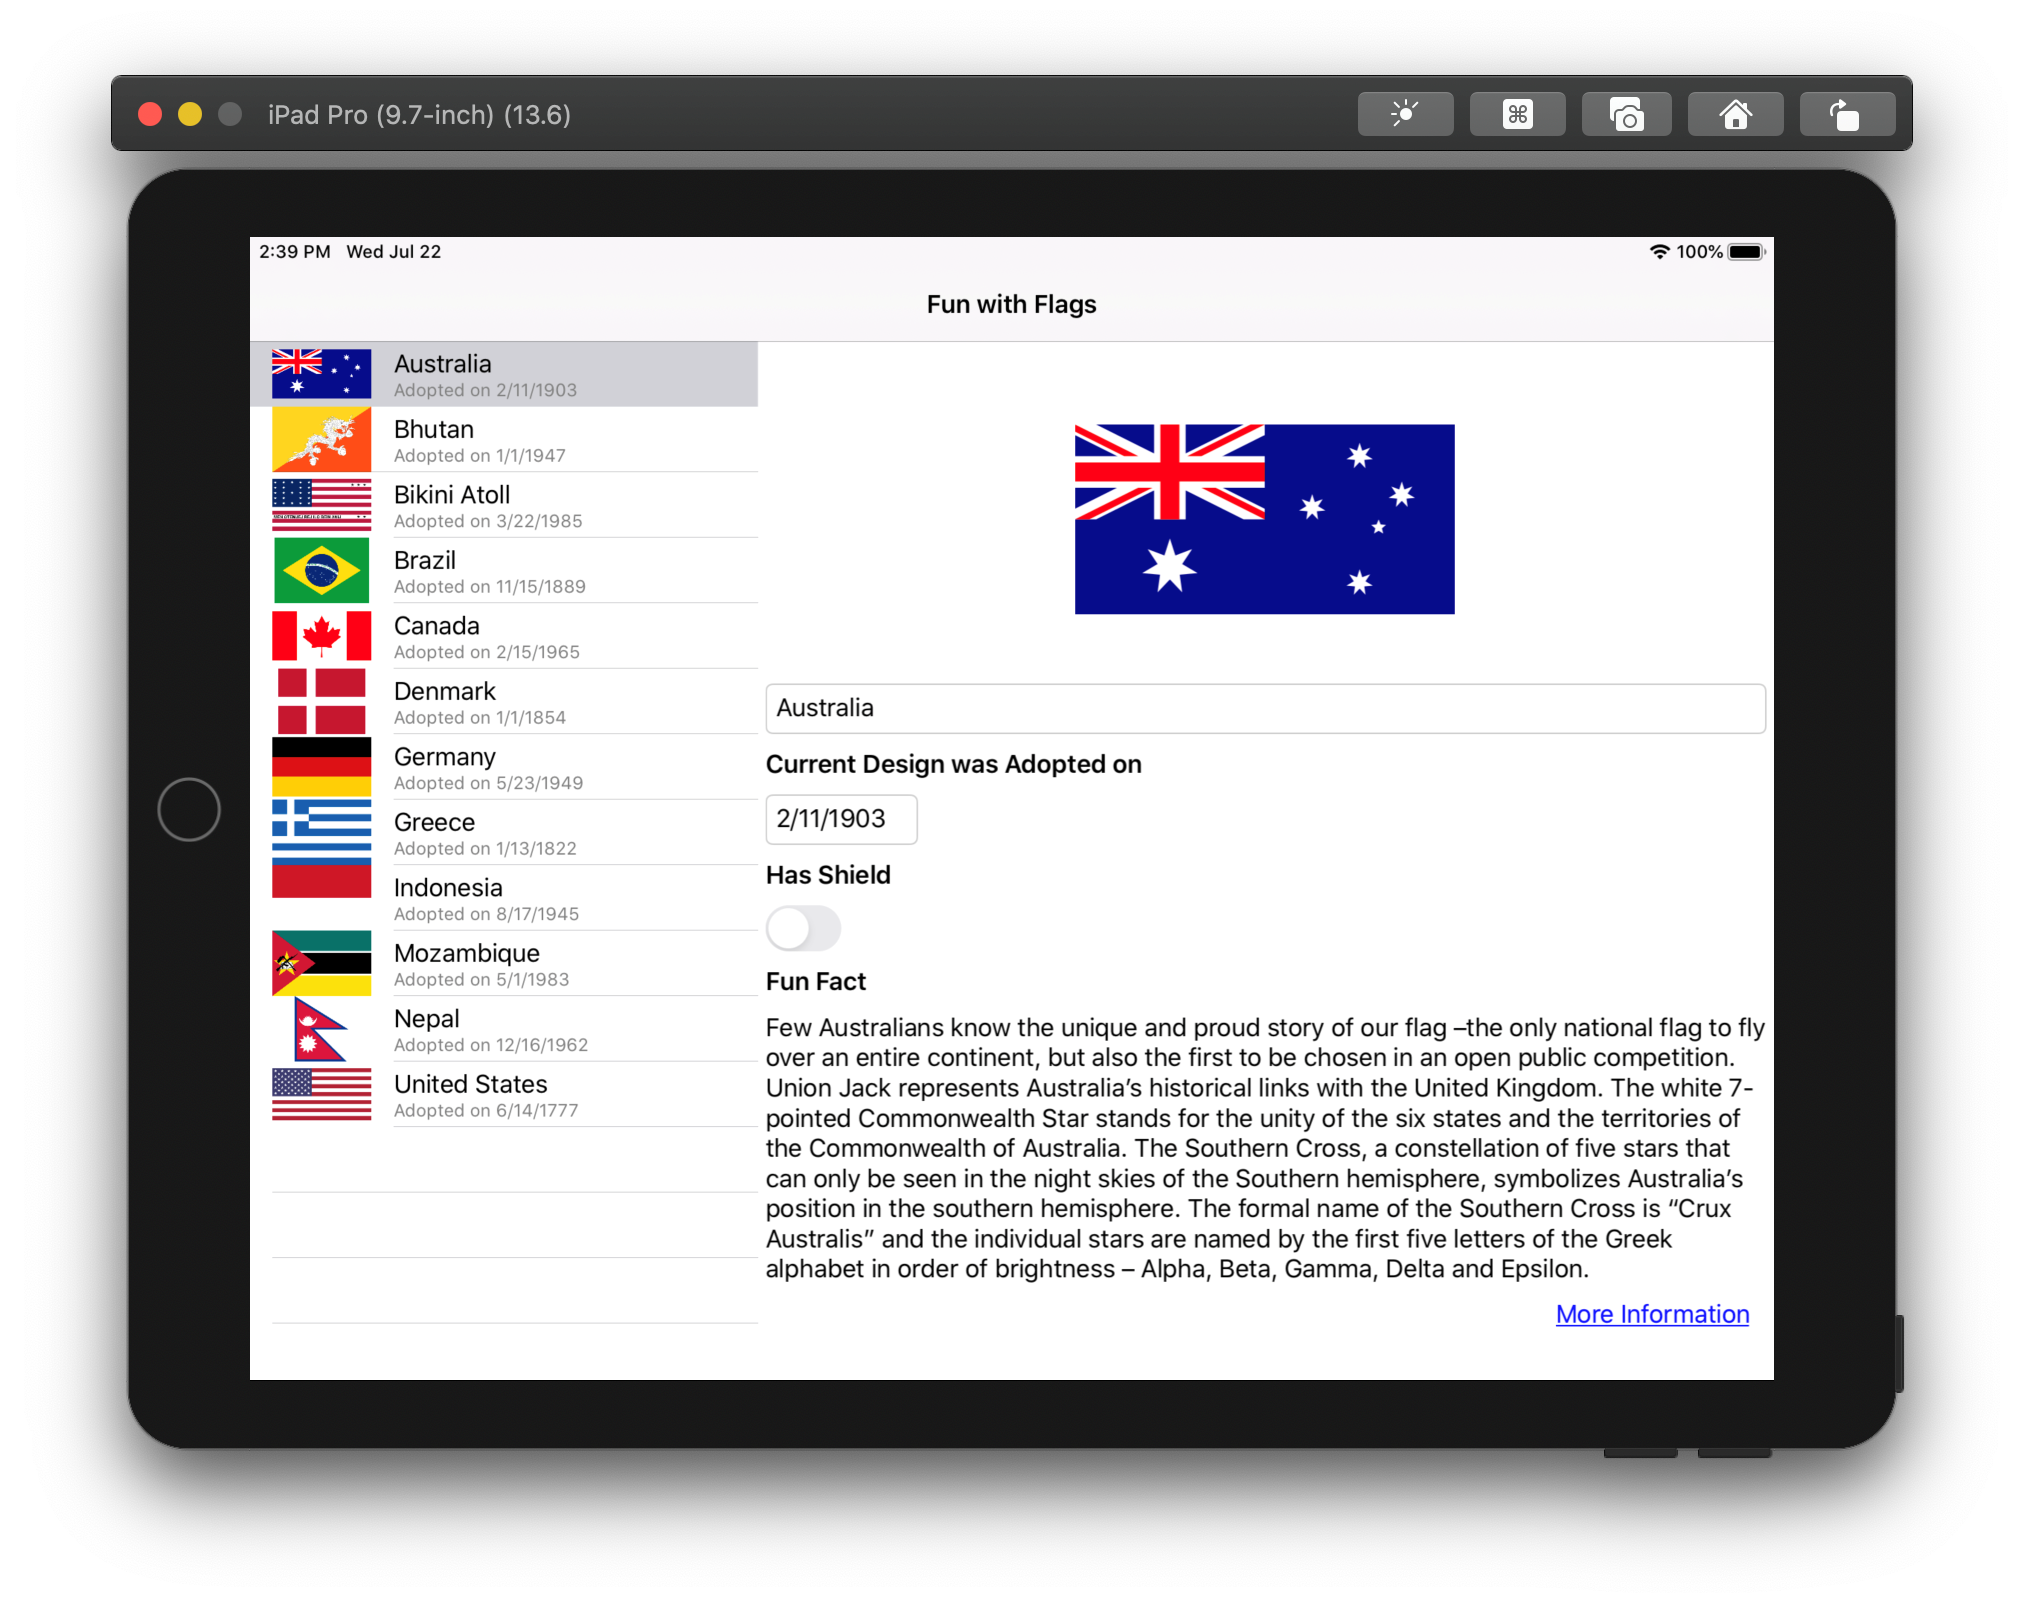 iPad Pro (9.7-inch) (13.6)
2:39 PM Wed Jul 22
100%
Fun with Flags
Australia
Adopted on 2/11/1903
Bhutan
Adopted on 1/1/1947
Bikini Atoll
Adopted on 3/22/1985
Brazil
Adopted on 11/15/1889
Canada
Adopted on 2/15/1965
Denmark
Adopted on 1/1/1854
Germany
Adopted on 5/23/1949
Greece
Adopted on 1/13/1822
Indonesia
Adopted on 8/17/1945
Mozambique
Adopted on 5/1/1983
Nepal
Adopted on 12/16/1962
United States
Adopted on 6/14/1777
Australia
Current Design was Adopted on
2/11/1903
Has Shield
Fun Fact
Few Australians know the unique and proud story of our flag –the only national flag to fly
over an entire continent, but also the first to be chosen in an open public competition.
Union Jack represents Australia’s historical links with the United Kingdom. The white 7-
pointed Commonwealth Star stands for the unity of the six states and the territories of
the Commonwealth of Australia. The Southern Cross, a constellation of five stars that
can only be seen in the night skies of the Southern hemisphere, symbolizes Australia’s
position in the southern hemisphere. The formal name of the Southern Cross is “Crux
Australis” and the individual stars are named by the first five letters of the Greek
alphabet in order of brightness – Alpha, Beta, Gamma, Delta and Epsilon.
More Information